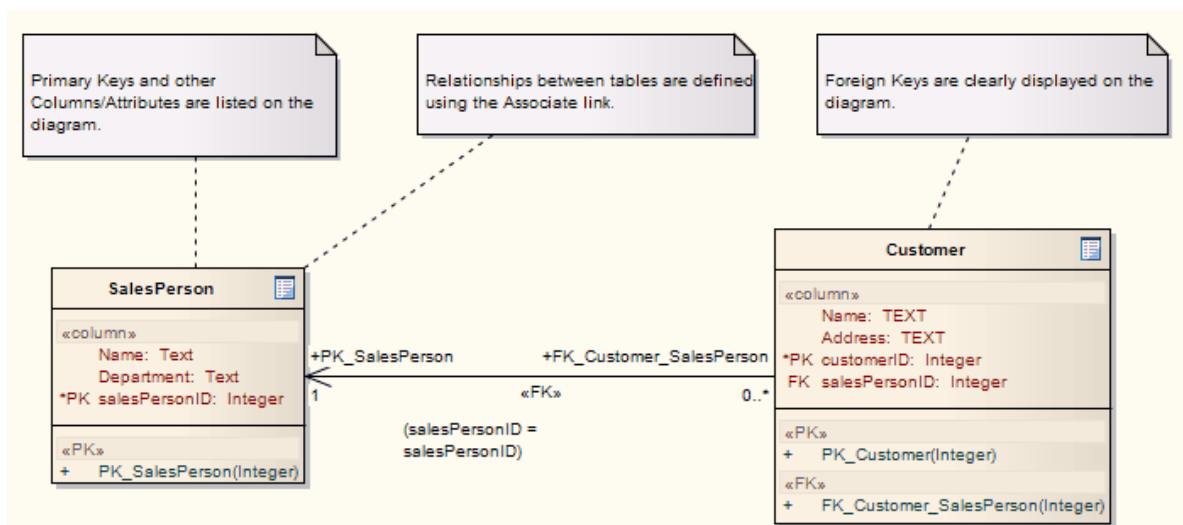 Primary Keys and other
Columns/Attributes are listed on the
diagram.
Relationships between tables are defined
using the Associate link.
Foreign Keys are clearly displayed on the
diagram.
SalesPerson
«column»
Name: Text
Department: Text
*PK salesPersonID: Integer
«PK»
+ PK_SalesPerson(Integer)
+PK_SalesPerson
+FK_Customer_SalesPerson
1
«FK»
0..*
(salesPersonID =
salesPersonID)
Customer
«column»
Name: TEXT
Address: TEXT
*PK customerID: Integer
FK salesPersonID: Integer
«PK»
+ PK_Customer(Integer)
«FK»
+ FK_Customer_SalesPerson(Integer)